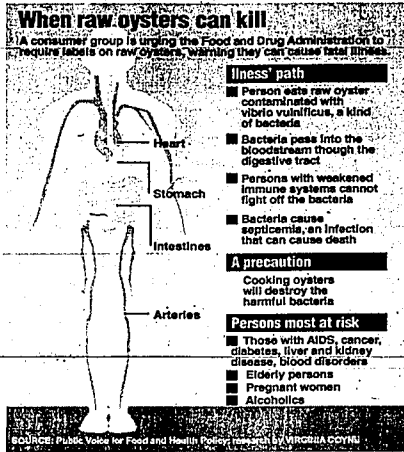 When raw oysters can kill
A consumer group is urging the Food and Drug Administration to
require labels on raw oysters, warning they can cause fatal illness.
Ilness' path
Person eats raw oyster
contaminated with
vibrio vulnificus, a kind
of bacteria
Bacteria pass into the
bloodstream though the
digestive tract
Persons with weakened
immune systems cannot
fight off the bacteria
Bacteria cause
septicemia, an infection
that can cause death
A precaution
Cooking oysters
will destroy the
harmful bacteria
Persons most at risk
Those with AIDS, cancer,
diabetes, liver and kidney
disease, blood disorders
Elderly persons
Pregnant women
Alcoholics
Heart
Stomach
Intestines
Arteries
SOURCE: Public Voice for Food and Health Policy; research by VIRGINIA COYNE